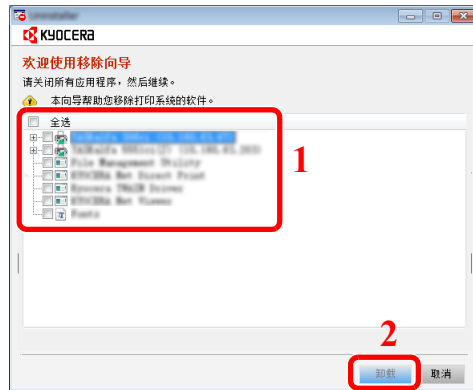 Uninstaller
KYOCERA
欢迎使用移除向导
请关闭所有应用程序，然后继续。
本向导帮助您移除打印系统的软件。
全选
File Management Utility
KYOCERA Net Direct Print
Kyocera TWAIN Driver
KYOCERA Net Viewer
Fonts
1
2
卸载
取消